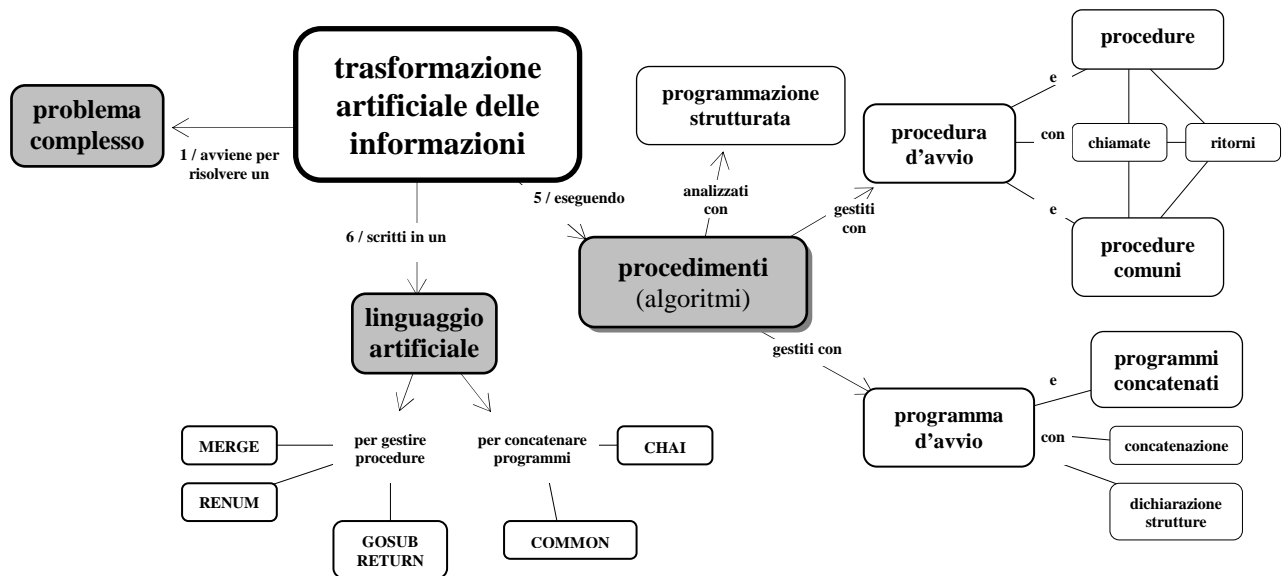 trasformazione
artificiale delle
informazioni
problema
complesso
1 / avviene per
risolvere un
6 / scritti in un
5 / eseguendo
programmazione
strutturata
analizzati
con
procedimenti
(algoritmi)
gestiti
con
procedura
d'avvio
e
procedure
con
chiamate
ritorni
e
procedure
comuni
linguaggio
artificiale
gestiti con
programma
d'avvio
e
programmi
concatenati
con
concatenazione
dichiarazione
strutture
MERGE
RENUM
per gestire
procedure
GOSUB
RETURN
per concatenare
programmi
CHAI
COMMON